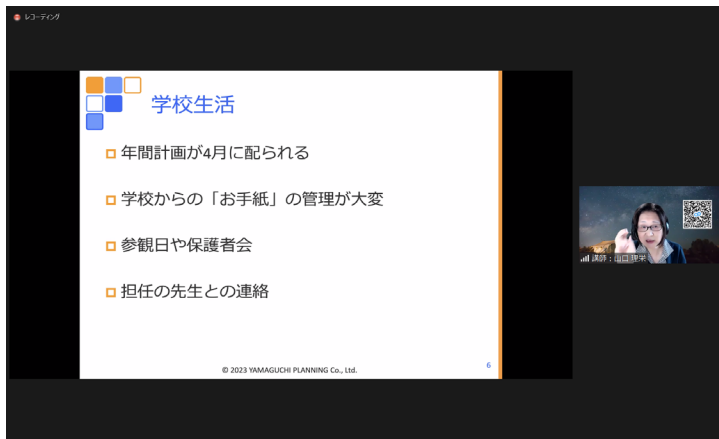 レコーディング
学校生活
年間計画が4月に配られる
学校からの「お手紙」の管理が大変
参観日や保護者会
担任の先生との連絡
© 2023 YAMAGUCHI PLANNING Co., Ltd.
6
講師：山口 理栄